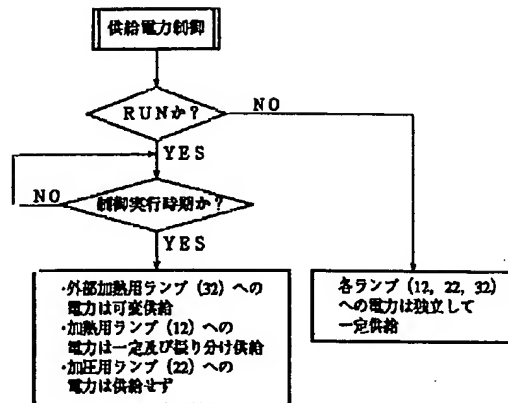 供給電力制御
RUNか?
NO
YES
NO
制御実行時期か?
YES
・外部加熱用ランプ (32) への
電力は可変供給
・加熱用ランプ (12) への
電力は一定及び振り分け供給
・加圧用ランプ (22) への
電力は供給せず
各ランプ (12, 22, 32)
への電力は独立して
一定供給